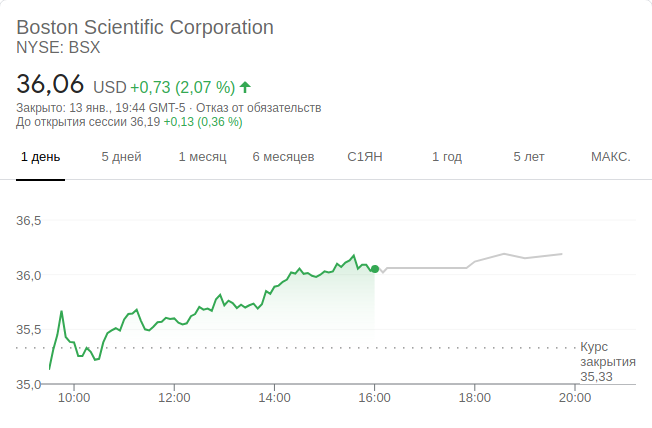 Boston Scientific Corporation
NYSE: BSX
36,06 USD +0,73 (2,07 %)
Закрыто: 13 янв., 19:44 GMT-5 · Отказ от обязательств
До открытия сессии 36,19 +0,13 (0,36 %)
1 день 5 дней 1 месяц 6 месяцев С1ЯН 1 год 5 лет МАКС.
36,5
36,0
35,5
Курс
закрытия
35,33
35,0
10:00 12:00 14:00 16:00 18:00 20:00